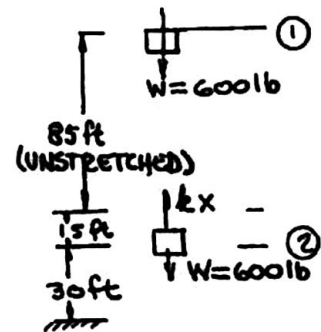 ①
W=600lb
85ft
(UNSTRETCHED)
kx
15ft
②
W=600lb
30ft